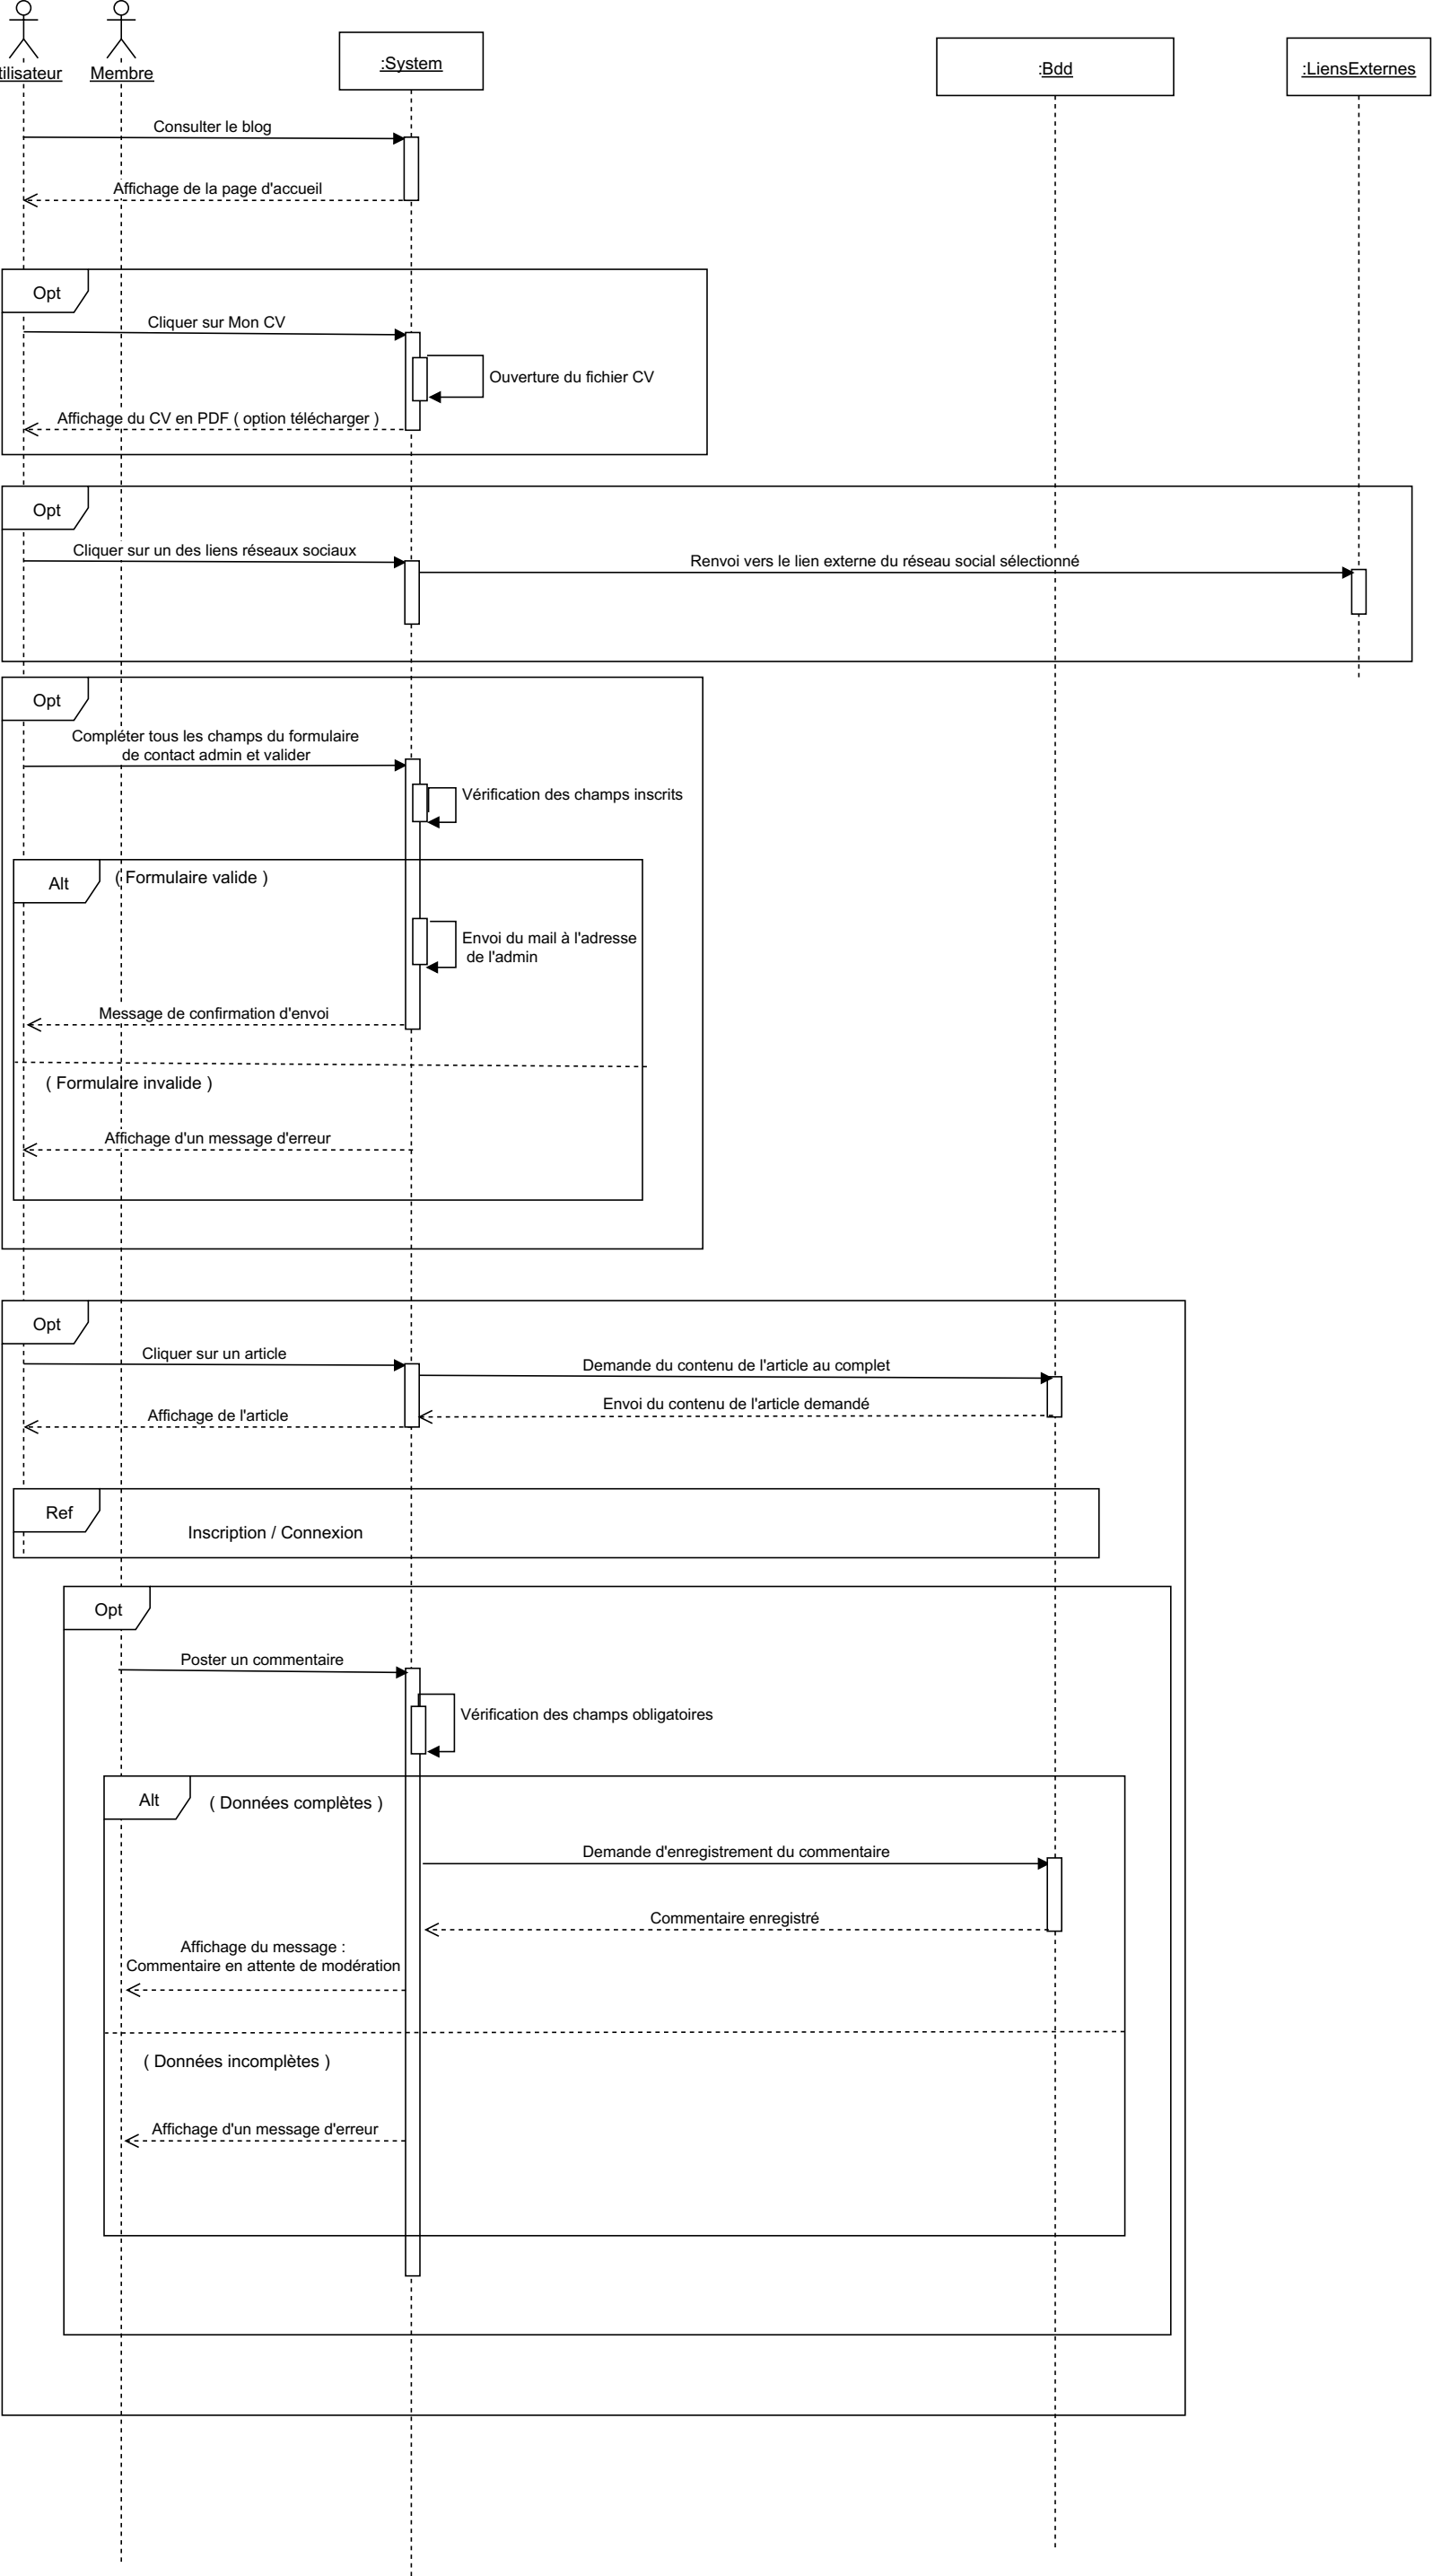 tilisateur
Membre
:System
:Bdd
:LiensExternes
Consulter le blog
Affichage de la page d'accueil
Opt
Cliquer sur Mon CV
Ouverture du fichier CV
Affichage du CV en PDF ( option télécharger )
Opt
Cliquer sur un des liens réseaux sociaux
Renvoi vers le lien externe du réseau social sélectionné
Opt
Compléter tous les champs du formulaire
de contact admin et valider
Vérification des champs inscrits
Alt
( Formulaire valide )
Envoi du mail à l'adresse
de l'admin
Message de confirmation d'envoi
( Formulaire invalide )
Affichage d'un message d'erreur
Opt
Cliquer sur un article
Demande du contenu de l'article au complet
Envoi du contenu de l'article demandé
Affichage de l'article
Ref
Inscription / Connexion
Opt
Poster un commentaire
Vérification des champs obligatoires
Alt
( Données complètes )
Demande d'enregistrement du commentaire
Commentaire enregistré
Affichage du message :
Commentaire en attente de modération
( Données incomplètes )
Affichage d'un message d'erreur